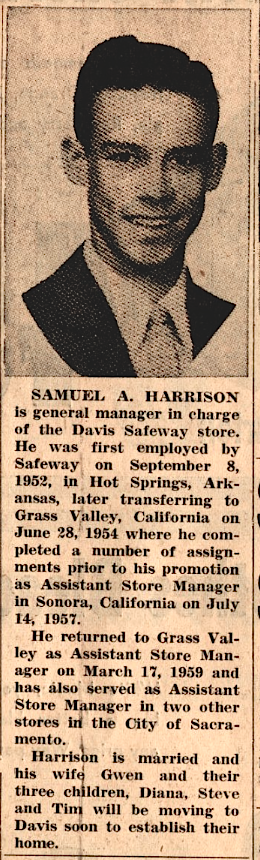 SAMUEL A. HARRISON
is general manager in charge
of the Davis Safeway store.
He was first employed by
Safeway on September 8,
1952, in Hot Springs, Ark-
ansas, later transferring to
Grass Valley, California on
June 28, 1954 where he com-
pleted a number of assign-
ments prior to his promotion
as Assistant Store Manager
in Sonora, California on July
14, 1957.
He returned to Grass Val-
ley as Assistant Store Man-
ager on March 17, 1959 and
has also served as Assistant
Store Manager in two other
stores in the City of Sacra-
mento.
Harrison is married and
his wife Gwen and their
three children, Diana, Steve
and Tim will be moving to
Davis soon to establish their
home.